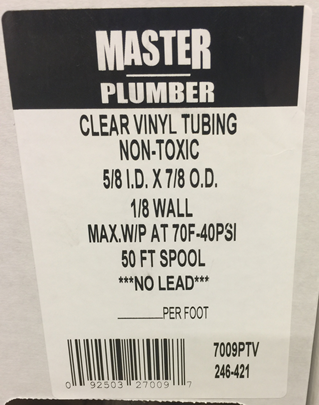 MASTER
PLUMBER
CLEAR VINYL TUBING
NON-TOXIC
5/8 I.D. X 7/8 O.D.
1/8 WALL
MAX.W/P AT 70F-40PSI
50 FT SPOOL
***NO LEAD***
______PER FOOT
7009PTV
246-421
0 92503 27009 7